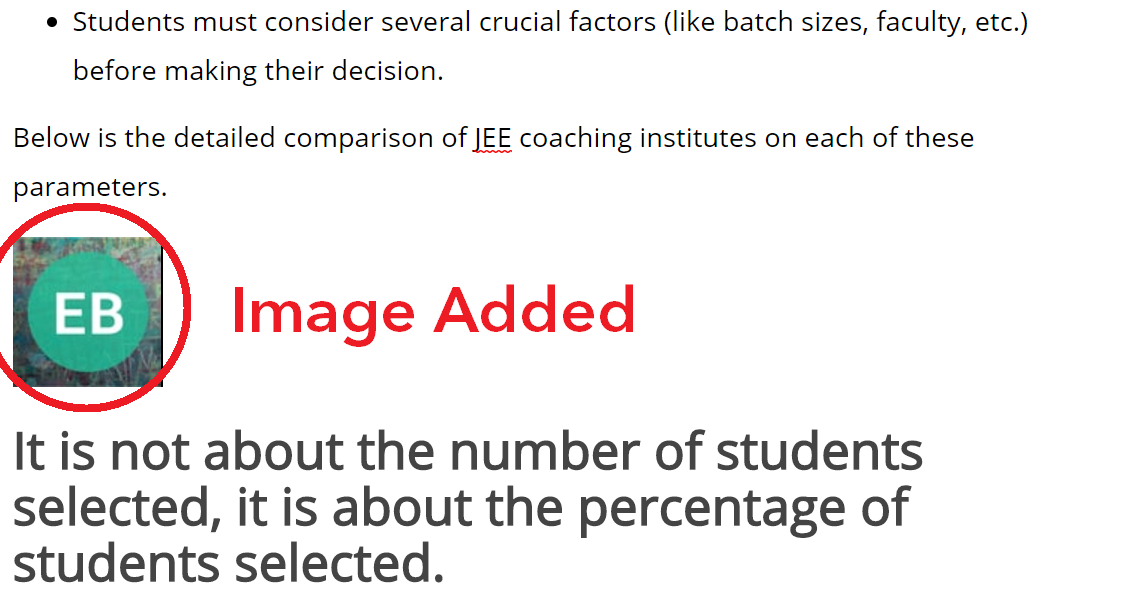 Students must consider several crucial factors (like batch sizes, faculty, etc.)
before making their decision.
Below is the detailed comparison of JEE coaching institutes on each of these
parameters.
EB
Image Added
It is not about the number of students
selected, it is about the percentage of
students selected.